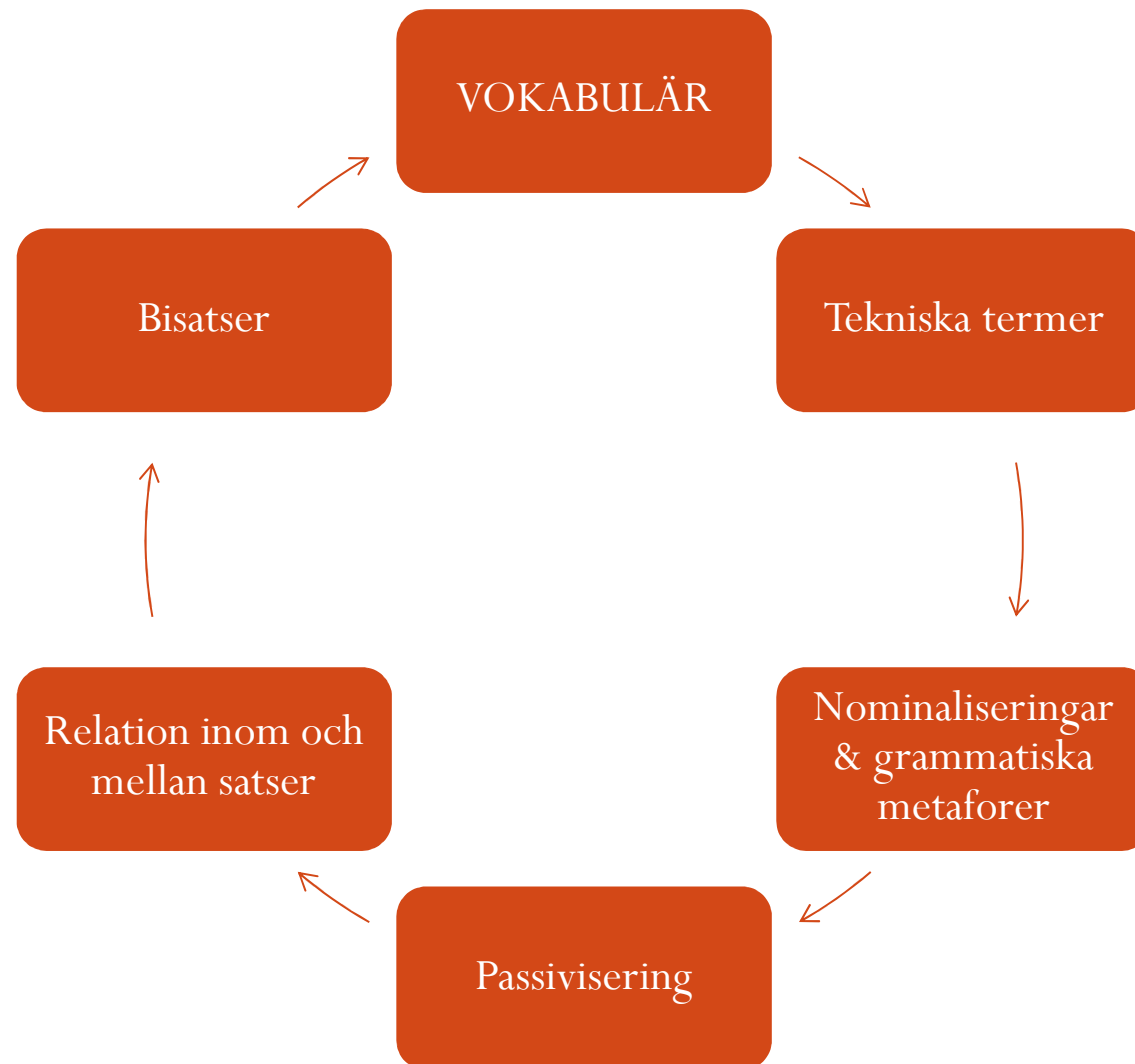 VOKABULÄR
Tekniska termer
Nominaliseringar
& grammatiska
metaforer
Passivisering
Relation inom och
mellan satser
Bisatser